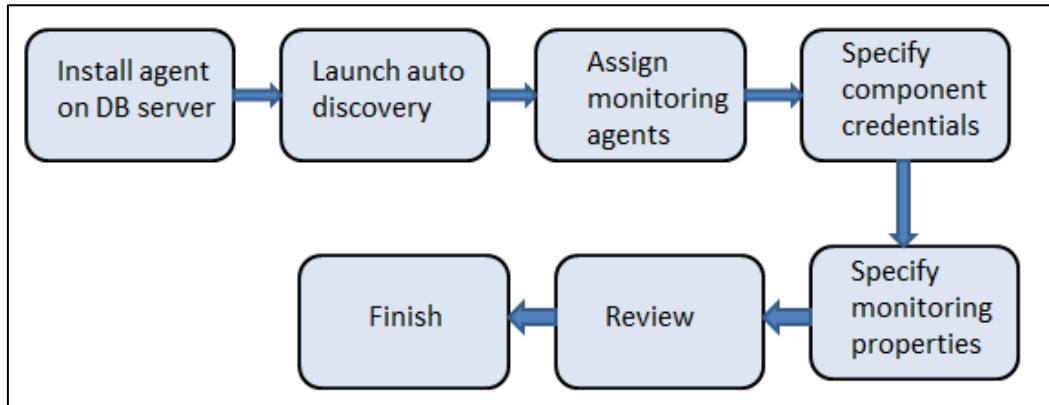 Install agent
on DB server
Launch auto
discovery
Assign
monitoring
agents
Specify
component
credentials
Specify
monitoring
properties
Review
Finish